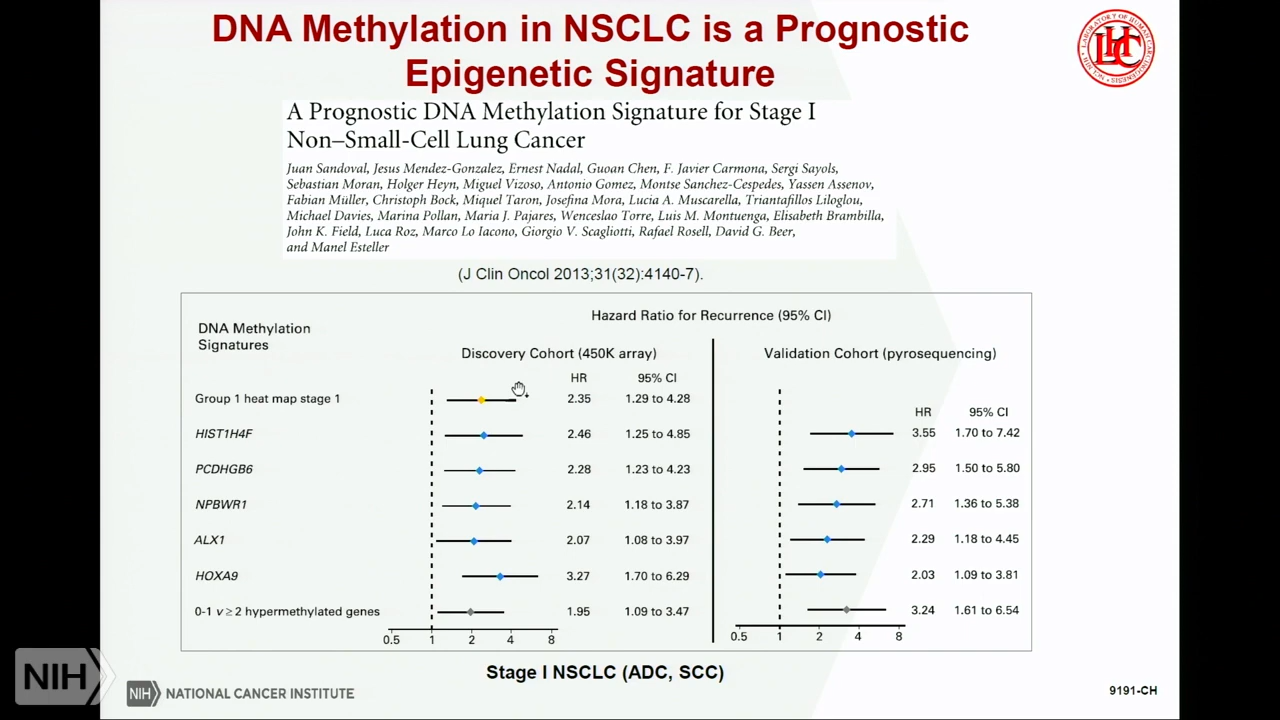 DNA Methylation in NSCLC is a Prognostic
Epigenetic Signature
A Prognostic DNA Methylation Signature for Stage I
Non–Small-Cell Lung Cancer
Juan Sandoval, Jesus Mendez-Gonzalez, Ernest Nadal, Guoan Chen, F. Javier Carmona, Sergi Sayols,
Sebastian Moran, Holger Heyn, Miguel Vizoso, Antonio Gomez, Montse Sanchez-Cespedes, Yassen Assenov,
Fabian Müller, Christoph Bock, Miquel Taron, Josefina Mora, Lucia A. Muscarella, Triantafillos Liloglou,
Michael Davies, Marina Pollan, Maria J. Pajares, Wenceslao Torre, Luis M. Montuenga, Elisabeth Brambilla,
John K. Field, Luca Roz, Marco Lo Iacono, Giorgio V. Scagliotti, Rafael Rosell, David G. Beer,
and Manel Esteller
(J Clin Oncol 2013;31(32):4140-7).
DNA Methylation
Signatures
Hazard Ratio for Recurrence (95% CI)
Discovery Cohort (450K array)
Validation Cohort (pyrosequencing)
HR 95% CI
Group 1 heat map stage 1 2.35 1.29 to 4.28
HR 95% CI
HIST1H4F 2.46 1.25 to 4.85 3.55 1.70 to 7.42
PCDHGB6 2.28 1.23 to 4.23 2.95 1.50 to 5.80
NPBWR1 2.14 1.18 to 3.87 2.71 1.36 to 5.38
ALX1 2.07 1.08 to 3.97 2.29 1.18 to 4.45
HOXA9 3.27 1.70 to 6.29 2.03 1.09 to 3.81
0-1 v ≥ 2 hypermethylated genes 1.95 1.09 to 3.47 3.24 1.61 to 6.54
0.5 1 2 4 8 0.5 1 2 4 8
Stage I NSCLC (ADC, SCC)
NIH
NIH NATIONAL CANCER INSTITUTE
9191-CH